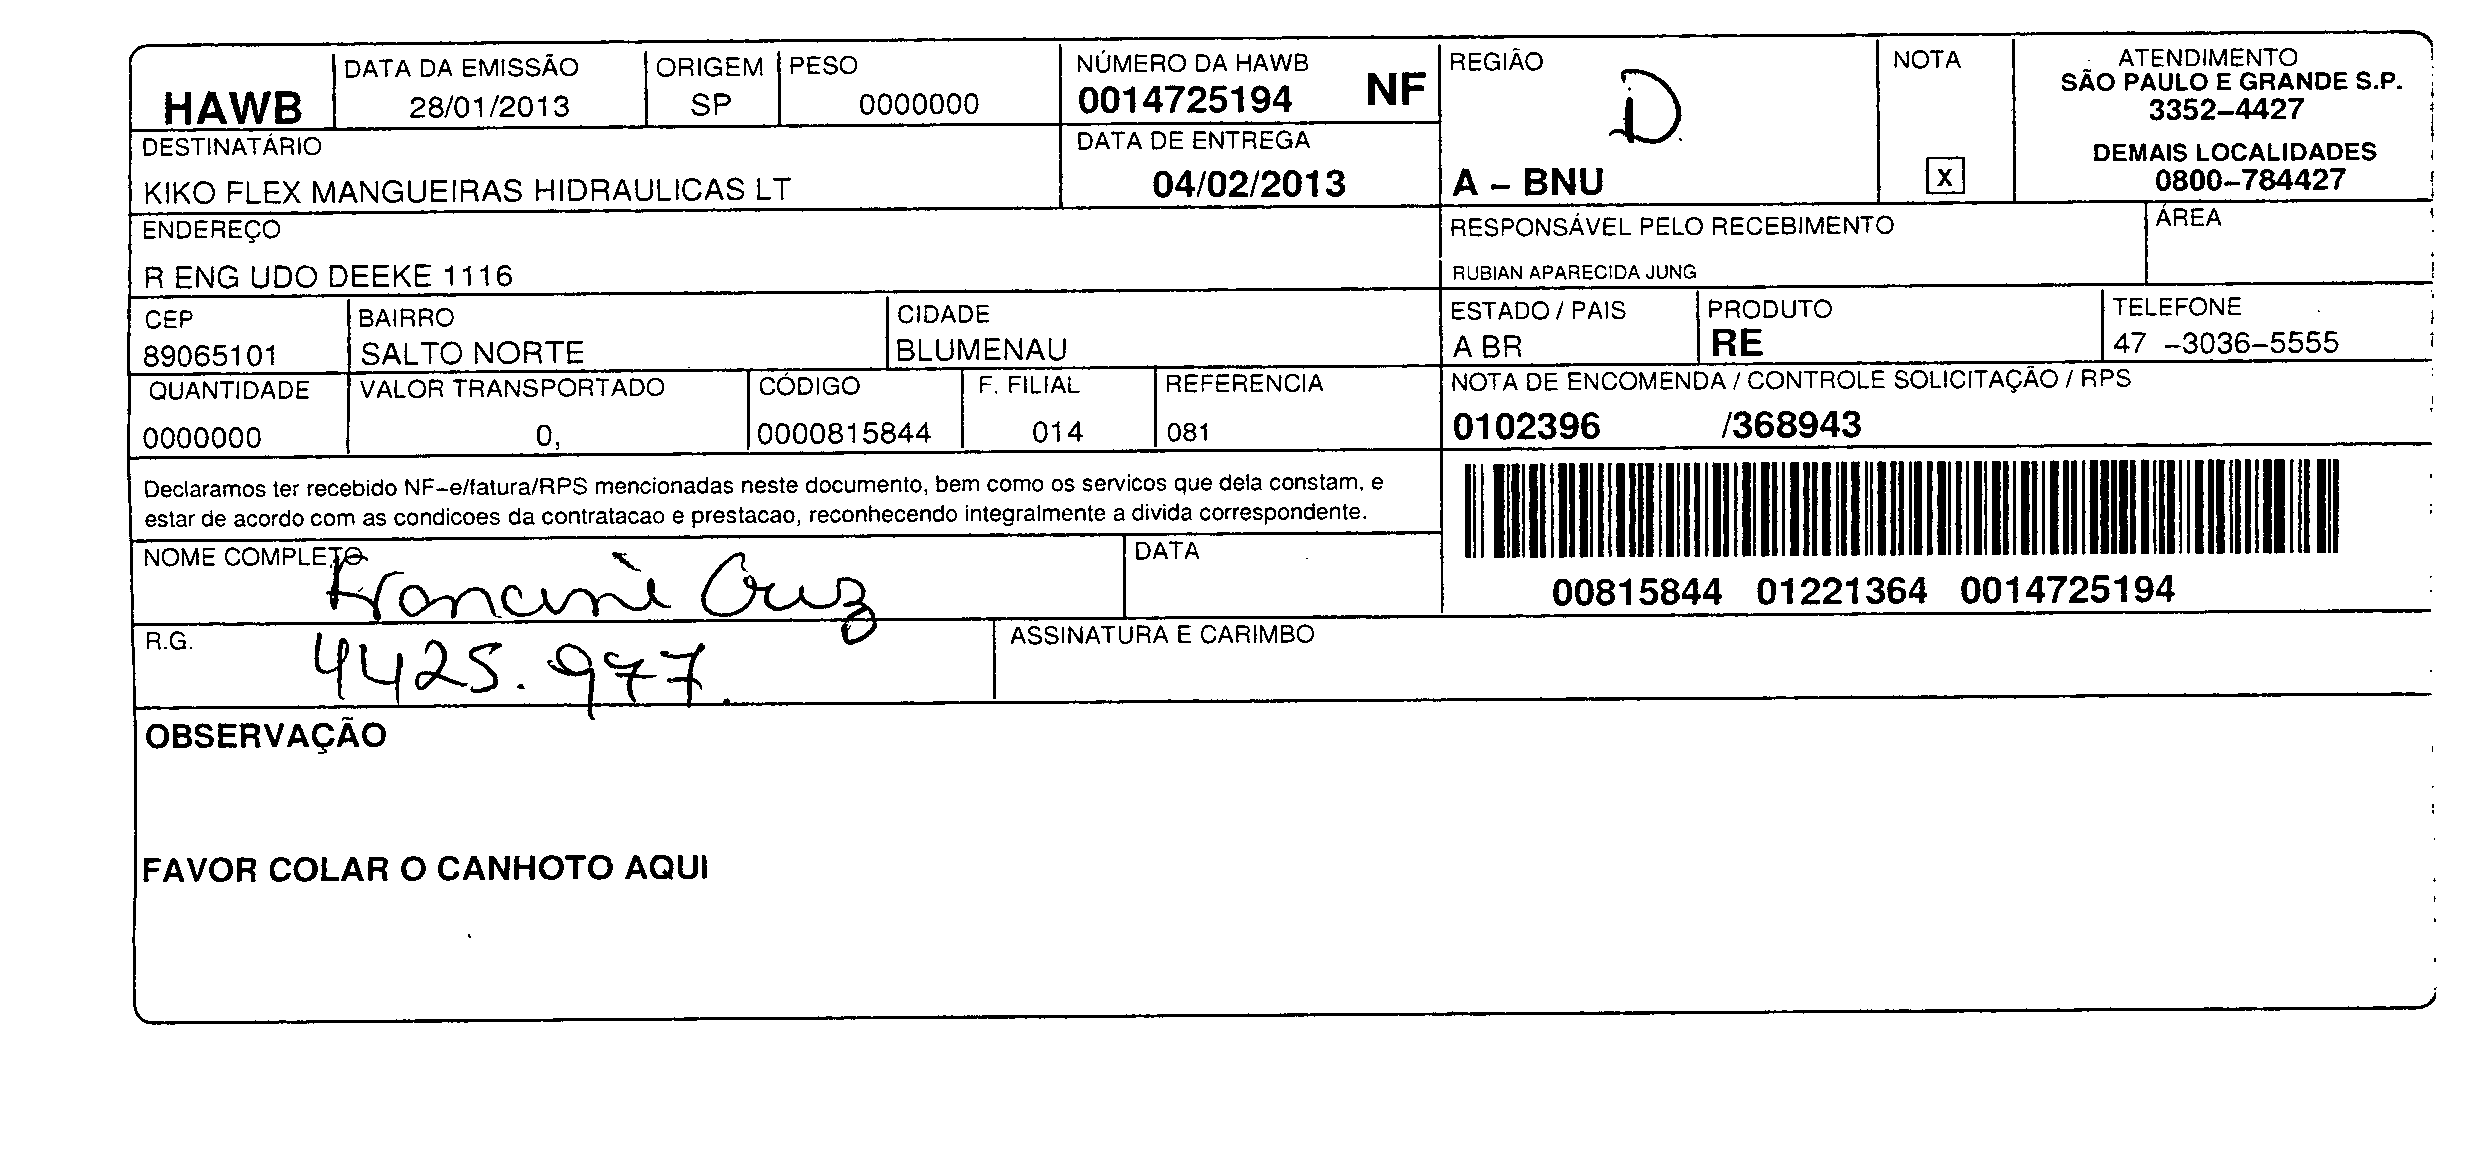 HAWB
DATA DA EMISSÃO
28/01/2013
ORIGEM
SP
PESO
0000000
NÚMERO DA HAWB
0014725194 NF
DATA DE ENTREGA
04/02/2013
REGIÃO
D
A – BNU
NOTA
X
ATENDIMENTO
SÃO PAULO E GRANDE S.P.
3352–4427
DEMAIS LOCALIDADES
0800–784427
DESTINATÁRIO
KIKO FLEX MANGUEIRAS HIDRAULICAS LT
ENDEREÇO
R ENG UDO DEEKE 1116
RESPONSÁVEL PELO RECEBIMENTO
RUBIAN APARECIDA JUNG
ÁREA
CEP
89065101
BAIRRO
SALTO NORTE
CIDADE
BLUMENAU
ESTADO / PAIS
A BR
PRODUTO
RE
TELEFONE
47 –3036–5555
QUANTIDADE
0000000
VALOR TRANSPORTADO
0,
CÓDIGO
0000815844
F. FILIAL
014
REFERENCIA
081
NOTA DE ENCOMENDA / CONTROLE SOLICITAÇÃO / RPS
0102396 /368943
Declaramos ter recebido NF–e/fatura/RPS mencionadas neste documento, bem como os servicos que dela constam, e
estar de acordo com as condicoes da contratacao e prestacao, reconhecendo integralmente a divida correspondente.
00815844 01221364 0014725194
NOME COMPLETO
Francine Cruz
DATA
R.G.
4425.977.
ASSINATURA E CARIMBO
OBSERVAÇÃO
FAVOR COLAR O CANHOTO AQUI